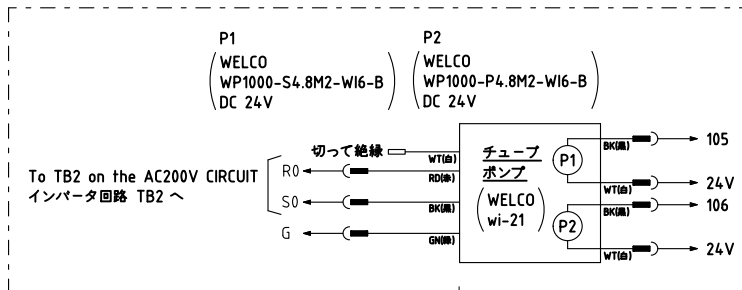 P1
WELCO
WP1000-S4.8M2-WI6-B
DC 24V
P2
WELCO
WP1000-P4.8M2-WI6-B
DC 24V
To TB2 on the AC200V CIRCUIT
インバータ回路 TB2 へ
切って絶縁
R0
S0
G
WT(白)
RD(赤)
BK(黒)
GN(緑)
チューブ
ポンプ
WELCO
wi-21
P1
P2
BK(黒)
WT(白)
BK(黒)
WT(白)
105
24V
106
24V